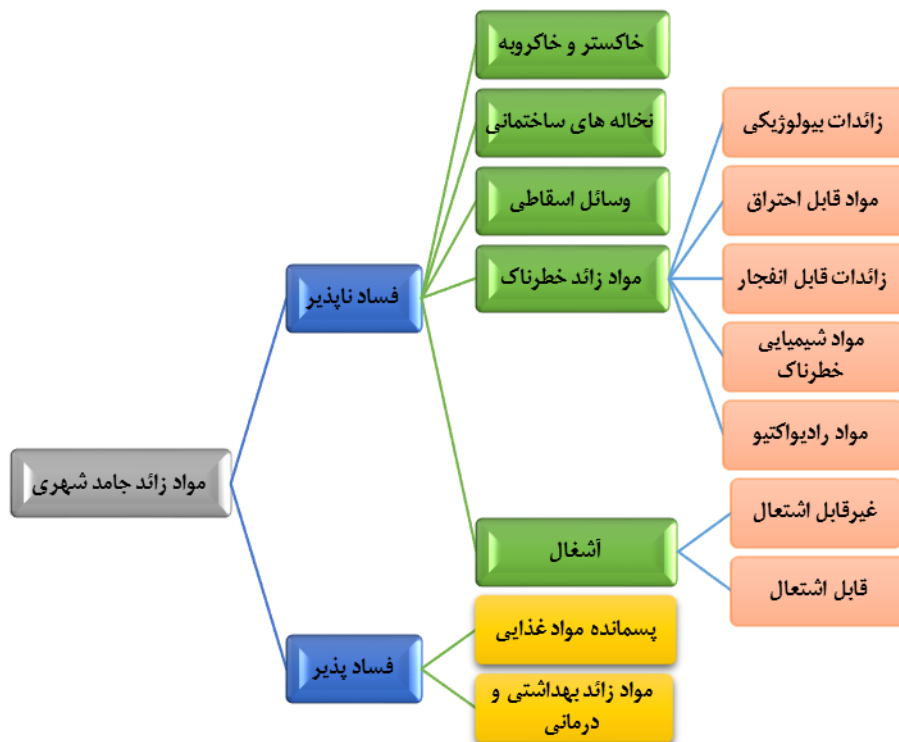 مواد زائد جامد شهری
فساد ناپذیر
خاکستر و خاکروبه
نخاله های ساختمانی
وسائل اسقاطی
مواد زائد خطرناک
زائدات بیولوژیکی
مواد قابل احتراق
زائدات قابل انفجار
مواد شیمیایی
خطرناک
مواد رادیواکتیو
آشغال
غیرقابل اشتعال
قابل اشتعال
فساد پذیر
پسمانده مواد غذایی
مواد زائد بهداشتی و
درمانی